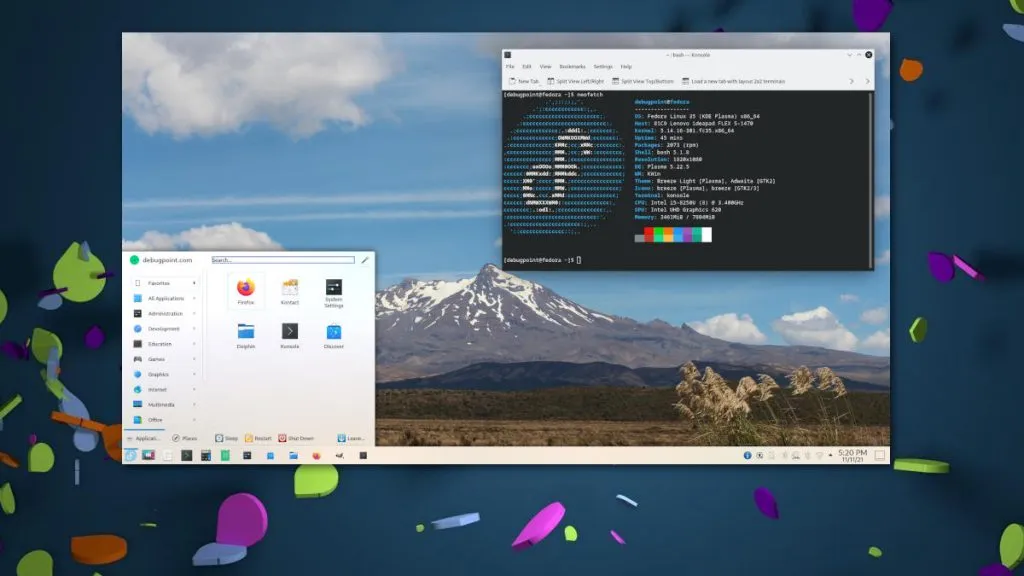 ~ : bash — Konsole
File Edit View Bookmarks Settings Help
New Tab Split View Left/Right Split View Top/Bottom Load a new tab with layout 2x2 terminals
[debugpoint@fedora ~]$ neofetch
debugpoint@fedora
-----------------
OS: Fedora Linux 35 (KDE Plasma) x86_64
Host: 81C9 Lenovo ideapad FLEX 5-1470
Kernel: 5.14.16-301.fc35.x86_64
Uptime: 45 mins
Packages: 2073 (rpm)
Shell: bash 5.1.8
Resolution: 1920x1080
DE: Plasma 5.22.5
WM: KWin
Theme: Breeze Light [Plasma], Adwaita [GTK2]
Icons: breeze [Plasma], breeze [GTK2/3]
Terminal: konsole
CPU: Intel i5-8250U (8) @ 3.400GHz
GPU: Intel UHD Graphics 620
Memory: 3461MiB / 7804MiB
[debugpoint@fedora ~]$
debugpoint.com
Search...
Favorites
All Applications
Administration
Development
Education
Games
Graphics
Internet
Multimedia
Office
Firefox
Kontact
System Settings
Dolphin
Konsole
Discover
Applicati...
Places
Sleep
Restart
Shut Down
Leave...
5:20 PM
11/11/21